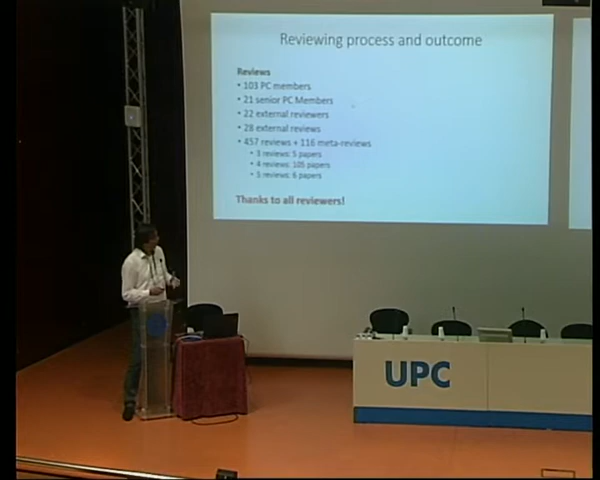 Reviewing process and outcome
Reviews
• 103 PC members
• 21 senior PC Members
• 22 external reviewers
• 28 external reviews
• 457 reviews + 116 meta-reviews
• 3 reviews: 5 papers
• 4 reviews: 105 papers
• 5 reviews: 6 papers
Thanks to all reviewers!
UPC